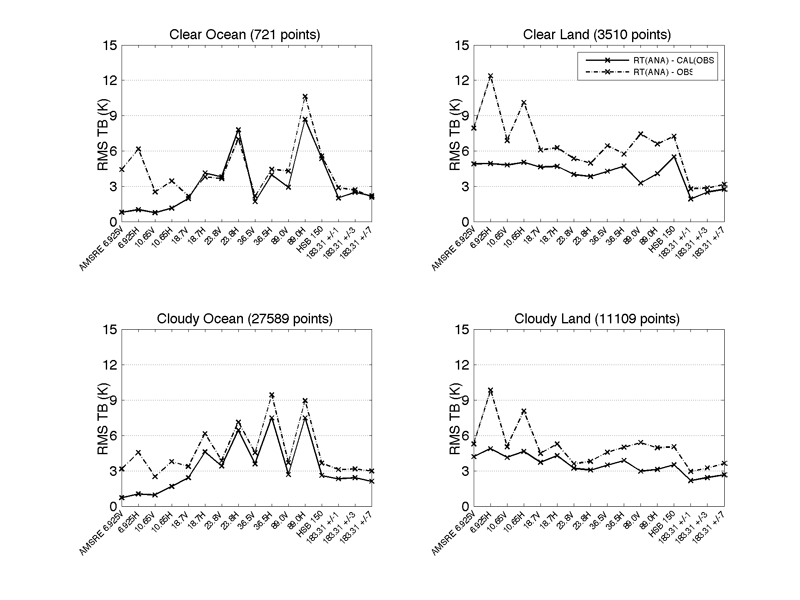 Clear Ocean (721 points)
15
12
9
6
3
0
RMS TB (K)
AMSRE 6.925V
6.925H
10.65V
10.65H
18.7V
18.7H
23.8V
23.8H
36.5V
36.5H
89.0V
89.0H
HSB 150
183.31 +/-1
183.31 +/-3
183.31 +/-7
Clear Land (3510 points)
RT(ANA) - CAL(OBS
RT(ANA) - OBS
15
12
9
6
3
0
RMS TB (K)
AMSRE 6.925V
6.925H
10.65V
10.65H
18.7V
18.7H
23.8V
23.8H
36.5V
36.5H
89.0V
89.0H
HSB 150
183.31 +/-1
183.31 +/-3
183.31 +/-7
Cloudy Ocean (27589 points)
15
12
9
6
3
0
RMS TB (K)
AMSRE 6.925V
6.925H
10.65V
10.65H
18.7V
18.7H
23.8V
23.8H
36.5V
36.5H
89.0V
89.0H
HSB 150
183.31 +/-1
183.31 +/-3
183.31 +/-7
Cloudy Land (11109 points)
15
12
9
6
3
0
RMS TB (K)
AMSRE 6.925V
6.925H
10.65V
10.65H
18.7V
18.7H
23.8V
23.8H
36.5V
36.5H
89.0V
89.0H
HSB 150
183.31 +/-1
183.31 +/-3
183.31 +/-7